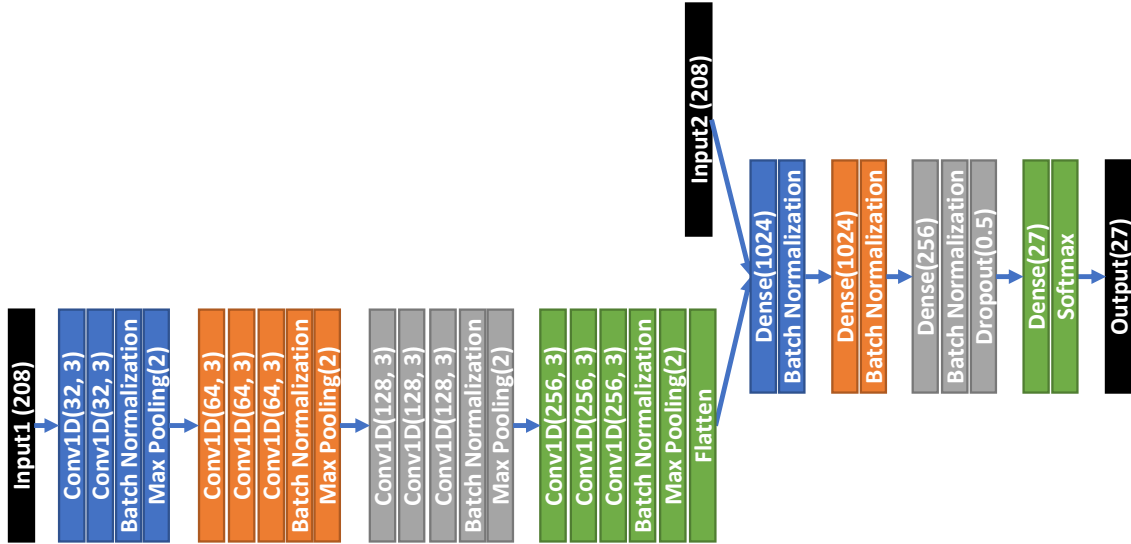 Input1 (208)
Conv1D(32, 3)
Conv1D(32, 3)
Batch Normalization
Max Pooling(2)
Conv1D(64, 3)
Conv1D(64, 3)
Conv1D(64, 3)
Batch Normalization
Max Pooling(2)
Conv1D(128, 3)
Conv1D(128, 3)
Conv1D(128, 3)
Batch Normalization
Max Pooling(2)
Conv1D(256, 3)
Conv1D(256, 3)
Conv1D(256, 3)
Batch Normalization
Max Pooling(2)
Flatten
Input2 (208)
Dense(1024)
Batch Normalization
Dense(1024)
Batch Normalization
Dense(256)
Batch Normalization
Dropout(0.5)
Dense(27)
Softmax
Output(27)